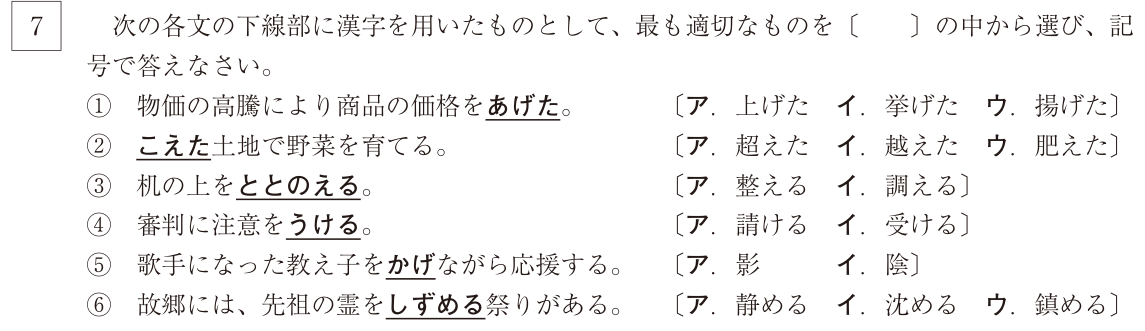 7　次の各文の下線部に漢字を用いたものとして、最も適切なものを〔　　〕の中から選び、記
号で答えなさい。
①　物価の高騰により商品の価格をあげた。　〔ア．上げた　イ．挙げた　ウ．揚げた〕
②　こえた土地で野菜を育てる。　〔ア．超えた　イ．越えた　ウ．肥えた〕
③　机の上をととのえる。　〔ア．整える　イ．調える〕
④　審判に注意をうける。　〔ア．請ける　イ．受ける〕
⑤　歌手になった教え子をかげながら応援する。　〔ア．影　イ．陰〕
⑥　故郷には、先祖の霊をしずめる祭りがある。　〔ア．静める　イ．沈める　ウ．鎮める〕